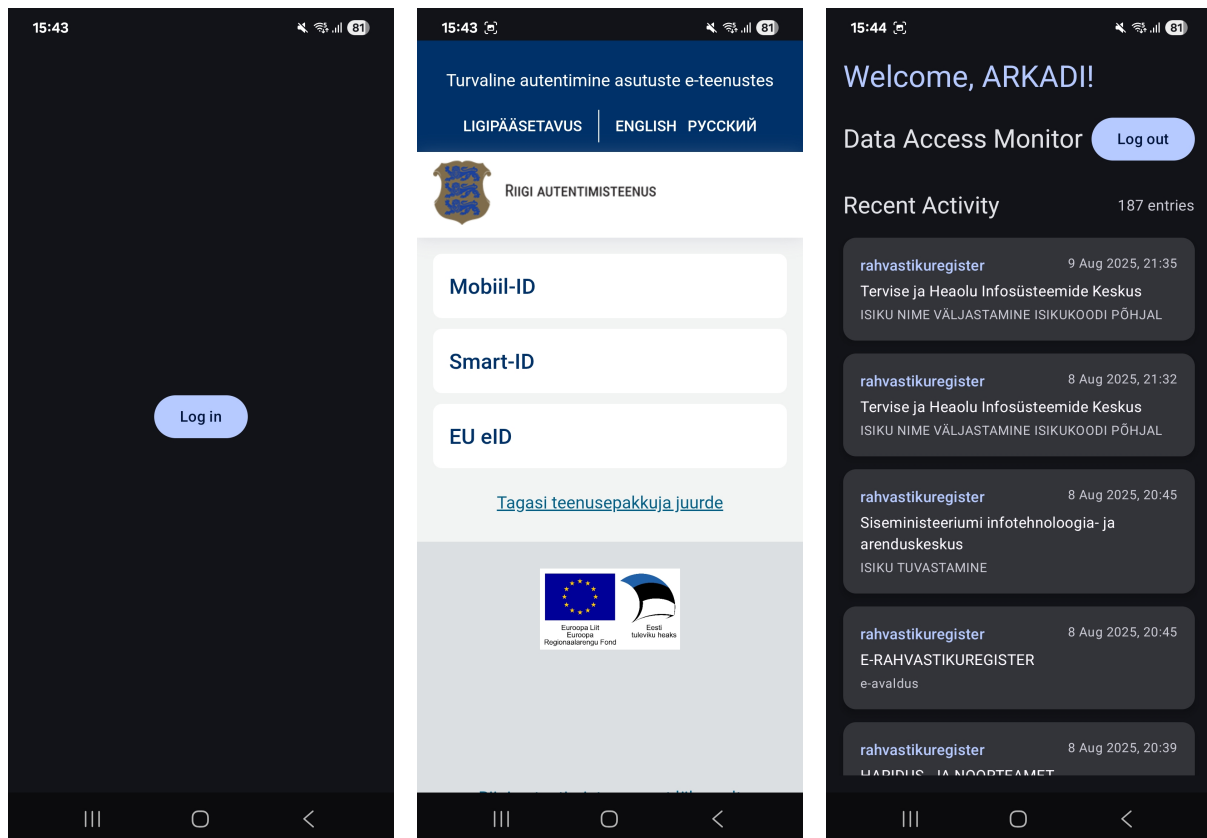 15:43
81
Log in
15:43
81
Turvaline autentimine asutuste e-teenustes
LIGIPÄÄSETAVUS ENGLISH РУССКИЙ
RIIGI AUTENTIMISTEENUS
Mobiil-ID
Smart-ID
EU eID
Tagasi teenusepakkuja juurde
Euroopa Liit
Euroopa
Regionaalarengu Fond
Eesti
tuleviku heaks
15:44
81
Welcome, ARKADI!
Data Access Monitor Log out
Recent Activity 187 entries
rahvastikuregister 9 Aug 2025, 21:35
Tervise ja Heaolu Infosüsteemide Keskus
ISIKU NIME VÄLJASTAMINE ISIKUKOODI PÕHJAL
rahvastikuregister 8 Aug 2025, 21:32
Tervise ja Heaolu Infosüsteemide Keskus
ISIKU NIME VÄLJASTAMINE ISIKUKOODI PÕHJAL
rahvastikuregister 8 Aug 2025, 20:45
Siseministeeriumi infotehnoloogia- ja
arenduskeskus
ISIKU TUVASTAMINE
rahvastikuregister 8 Aug 2025, 20:45
E-RAHVASTIKUREGISTER
e-avaldus
rahvastikuregister 8 Aug 2025, 20:39
HARIDUS- JA NOORTEAMET